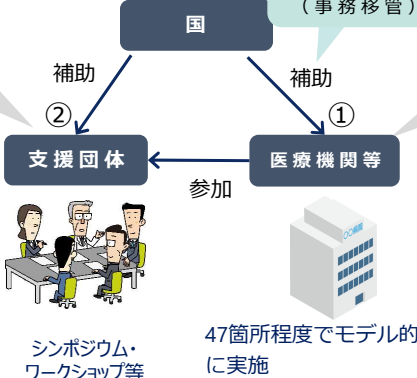 （事務移管）
国
補助
補助
②
①
支援団体
医療機関等
参加
シンポジウム・
ワークショップ等
47箇所程度でモデル的
に実施